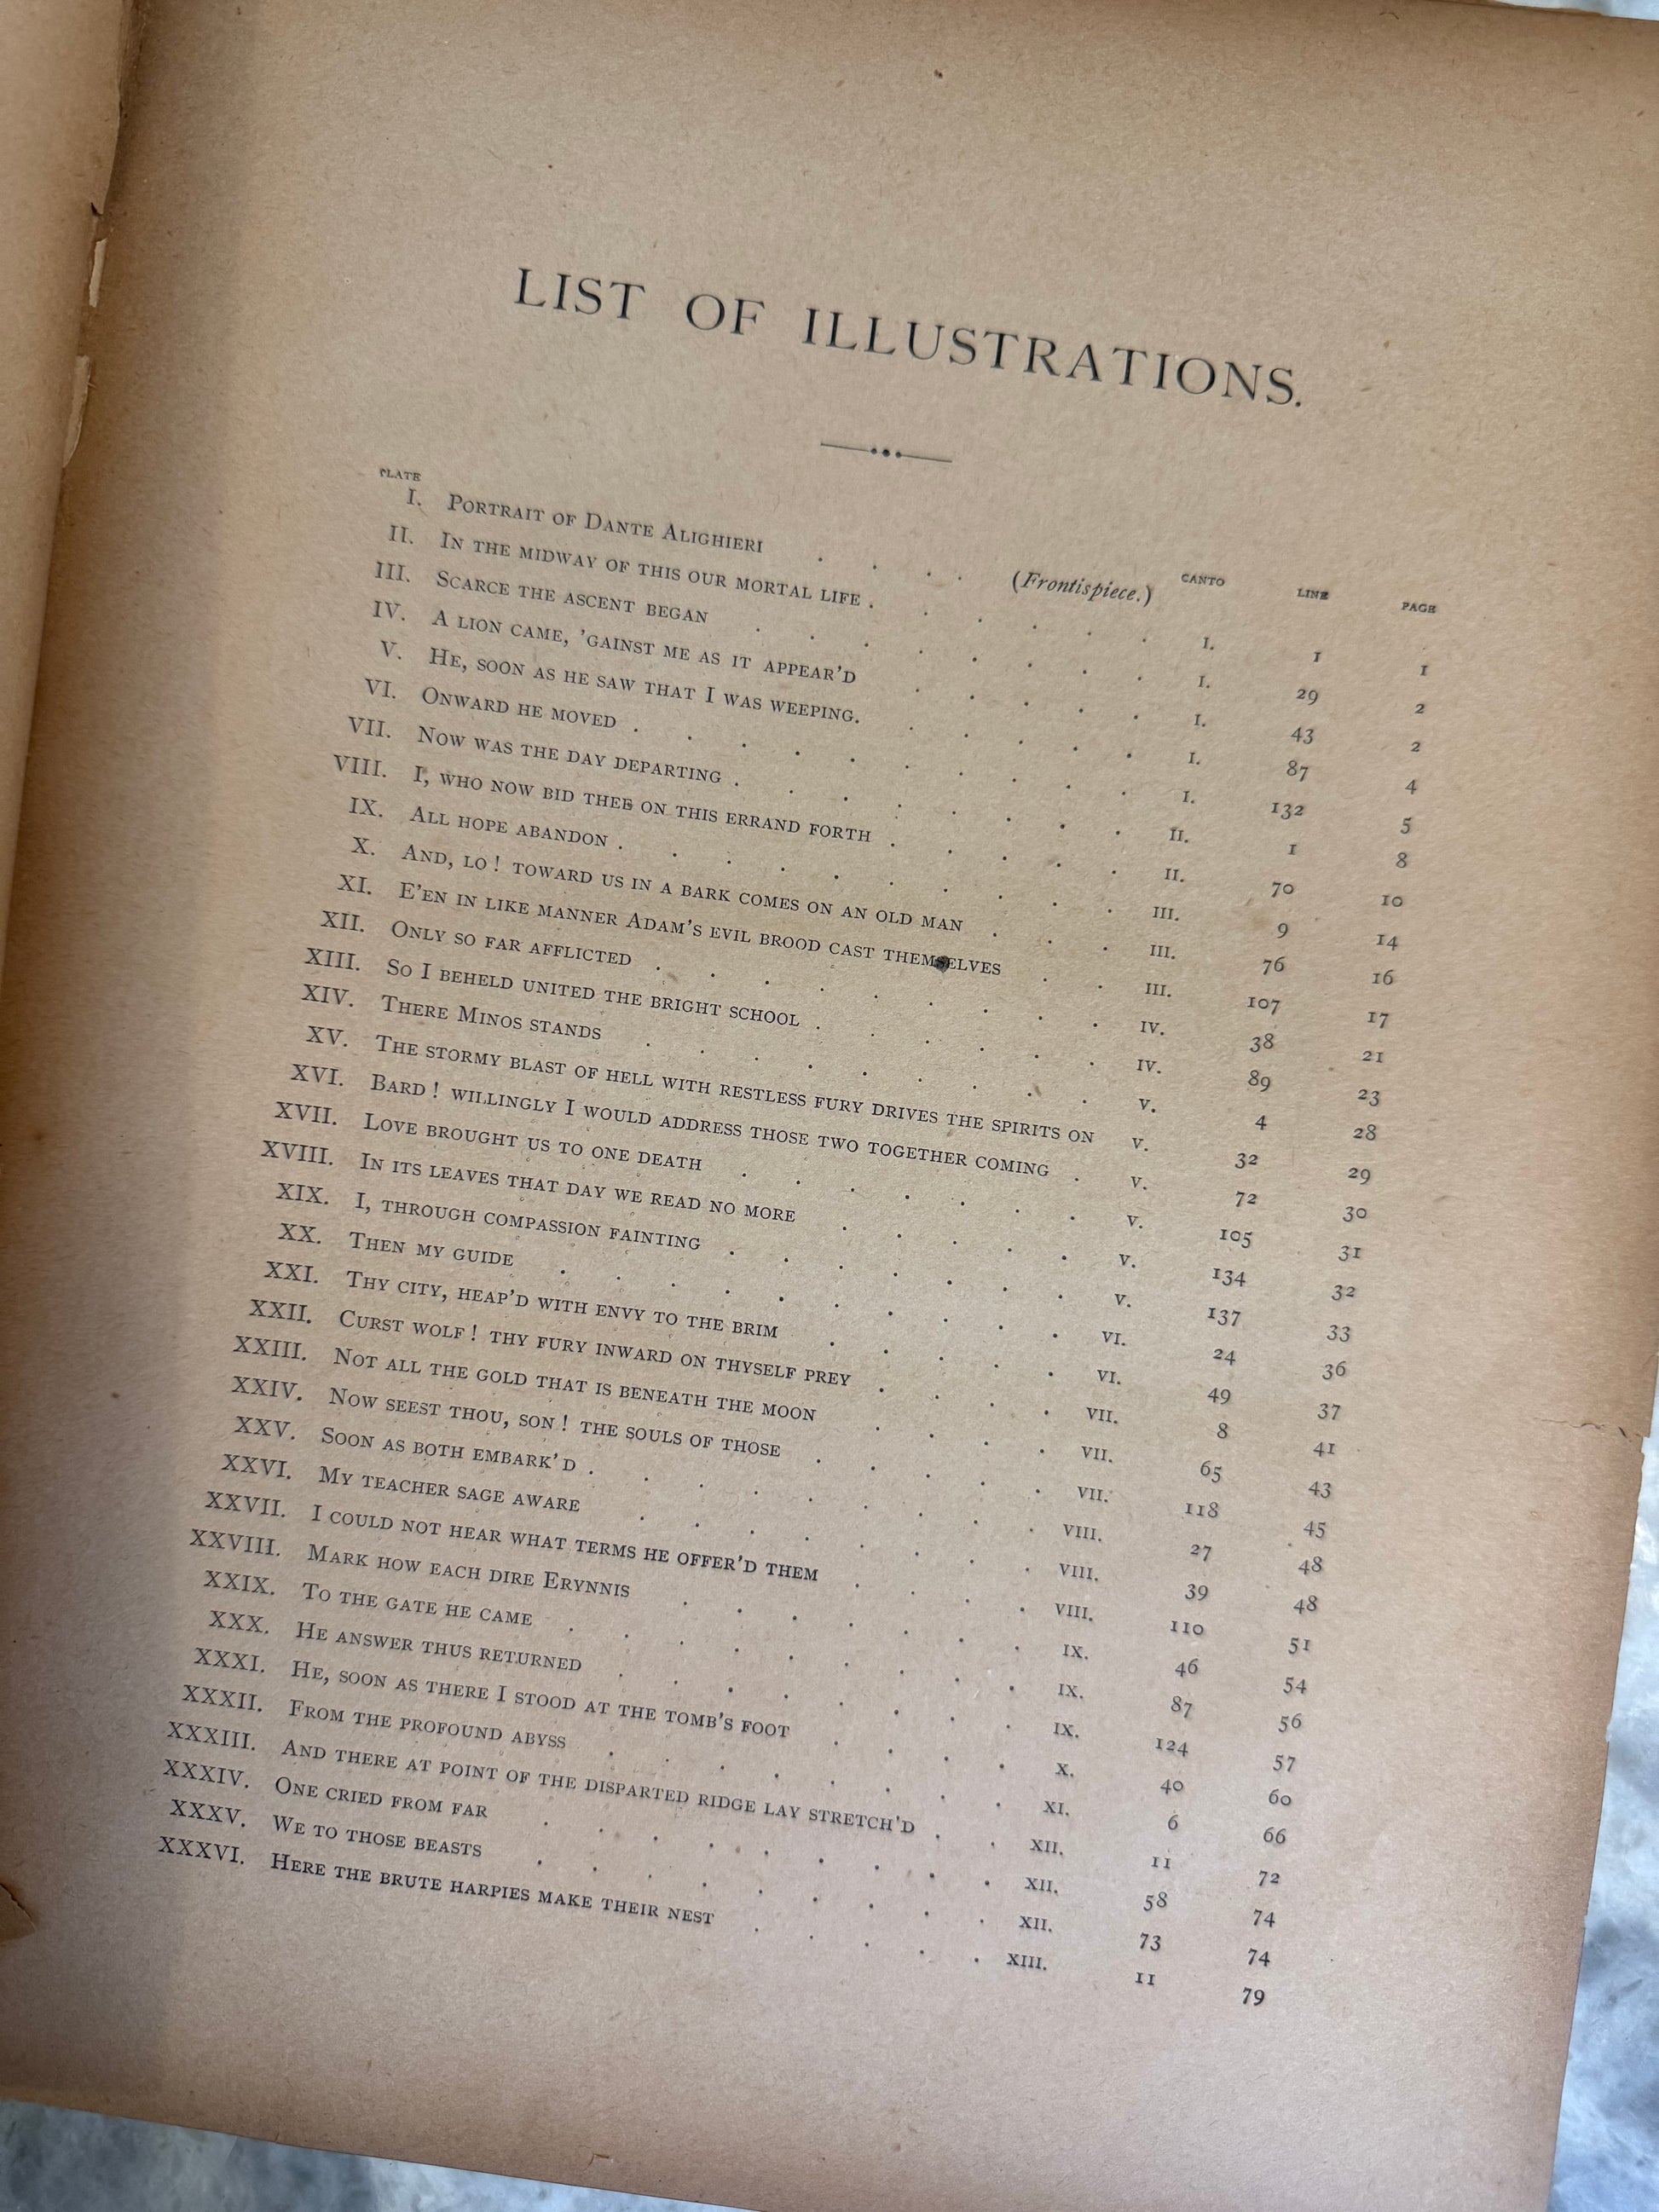 LIST OF ILLUSTRATIONS.
PLATE CANTO LINE PAGE
I. PORTRAIT OF DANTE ALIGHIERI . . . . (Frontispiece.)
II. IN THE MIDWAY OF THIS OUR MORTAL LIFE . . . . . . I. 1 1
III. SCARCE THE ASCENT BEGAN . . . . . . . . I. 29 2
IV. A LION CAME, 'GAINST ME AS IT APPEAR'D . . . . . I. 43 2
V. HE, SOON AS HE SAW THAT I WAS WEEPING. . . . . . I. 87 4
VI. ONWARD HE MOVED . . . . . . . . . . I. 132 5
VII. NOW WAS THE DAY DEPARTING . . . . . . . . II. 1 8
VIII. I, WHO NOW BID THEE ON THIS ERRAND FORTH . . . . . II. 70 10
IX. ALL HOPE ABANDON . . . . . . . . . . III. 9 14
X. AND, LO! TOWARD US IN A BARK COMES ON AN OLD MAN . . . III. 76 16
XI. E'EN IN LIKE MANNER ADAM'S EVIL BROOD CAST THEMSELVES . . III. 107 17
XII. ONLY SO FAR AFFLICTED . . . . . . . . . IV. 38 21
XIII. SO I BEHELD UNITED THE BRIGHT SCHOOL . . . . . . IV. 89 23
XIV. THERE MINOS STANDS . . . . . . . . . V. 4 28
XV. THE STORMY BLAST OF HELL WITH RESTLESS FURY DRIVES THE SPIRITS ON V. 32 29
XVI. BARD! WILLINGLY I WOULD ADDRESS THOSE TWO TOGETHER COMING . V. 72 30
XVII. LOVE BROUGHT US TO ONE DEATH . . . . . . . V. 105 31
XVIII. IN ITS LEAVES THAT DAY WE READ NO MORE . . . . . V. 134 32
XIX. I, THROUGH COMPASSION FAINTING . . . . . . . V. 137 33
XX. THEN MY GUIDE . . . . . . . . . . VI. 24 36
XXI. THY CITY, HEAP'D WITH ENVY TO THE BRIM . . . . . VI. 49 37
XXII. CURST WOLF! THY FURY INWARD ON THYSELF PREY . . . . VII. 8 41
XXIII. NOT ALL THE GOLD THAT IS BENEATH THE MOON . . . . VII. 65 43
XXIV. NOW SEEST THOU, SON! THE SOULS OF THOSE . . . . . VII. 118 45
XXV. SOON AS BOTH EMBARK'D . . . . . . . . . VIII. 27 48
XXVI. MY TEACHER SAGE AWARE . . . . . . . . VIII. 39 48
XXVII. I COULD NOT HEAR WHAT TERMS HE OFFER'D THEM . . . . VIII. 110 51
XXVIII. MARK HOW EACH DIRE ERYNNIS . . . . . . . IX. 46 54
XXIX. TO THE GATE HE CAME . . . . . . . . . IX. 87 56
XXX. HE ANSWER THUS RETURNED . . . . . . . . IX. 124 57
XXXI. HE, SOON AS THERE I STOOD AT THE TOMB'S FOOT . . . . X. 40 60
XXXII. FROM THE PROFOUND ABYSS . . . . . . . . XI. 6 66
XXXIII. AND THERE AT POINT OF THE DISPARTED RIDGE LAY STRETCH'D . . XII. 11 72
XXXIV. ONE CRIED FROM FAR . . . . . . . . . XII. 58 74
XXXV. WE TO THOSE BEASTS . . . . . . . . . XII. 73 74
XXXVI. HERE THE BRUTE HARPIES MAKE THEIR NEST . . . . . XIII. 11 79